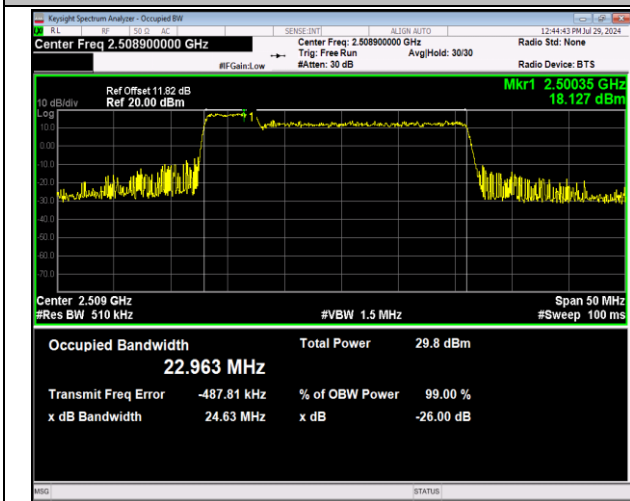 Keysight Spectrum Analyzer - Occupied BW
RL RF 50 Ω AC SENSE:INT ALIGN AUTO 12:44:43 PM Jul 29, 2024
Center Freq 2.508900000 GHz Center Freq: 2.508900000 GHz Radio Std: None
Trig: Free Run Avg|Hold: 30/30
#IFGain:Low #Atten: 30 dB Radio Device: BTS
Ref Offset 11.82 dB Mkr1 2.50035 GHz
10 dB/div Ref 20.00 dBm 18.127 dBm
Log
10.0
0.00
-10.0
-20.0
-30.0
-40.0
-50.0
-60.0
-70.0
1
Center 2.509 GHz Span 50 MHz
#Res BW 510 kHz #VBW 1.5 MHz #Sweep 100 ms
Occupied Bandwidth Total Power 29.8 dBm
22.963 MHz
Transmit Freq Error -487.81 kHz % of OBW Power 99.00 %
x dB Bandwidth 24.63 MHz x dB -26.00 dB
MSG STATUS